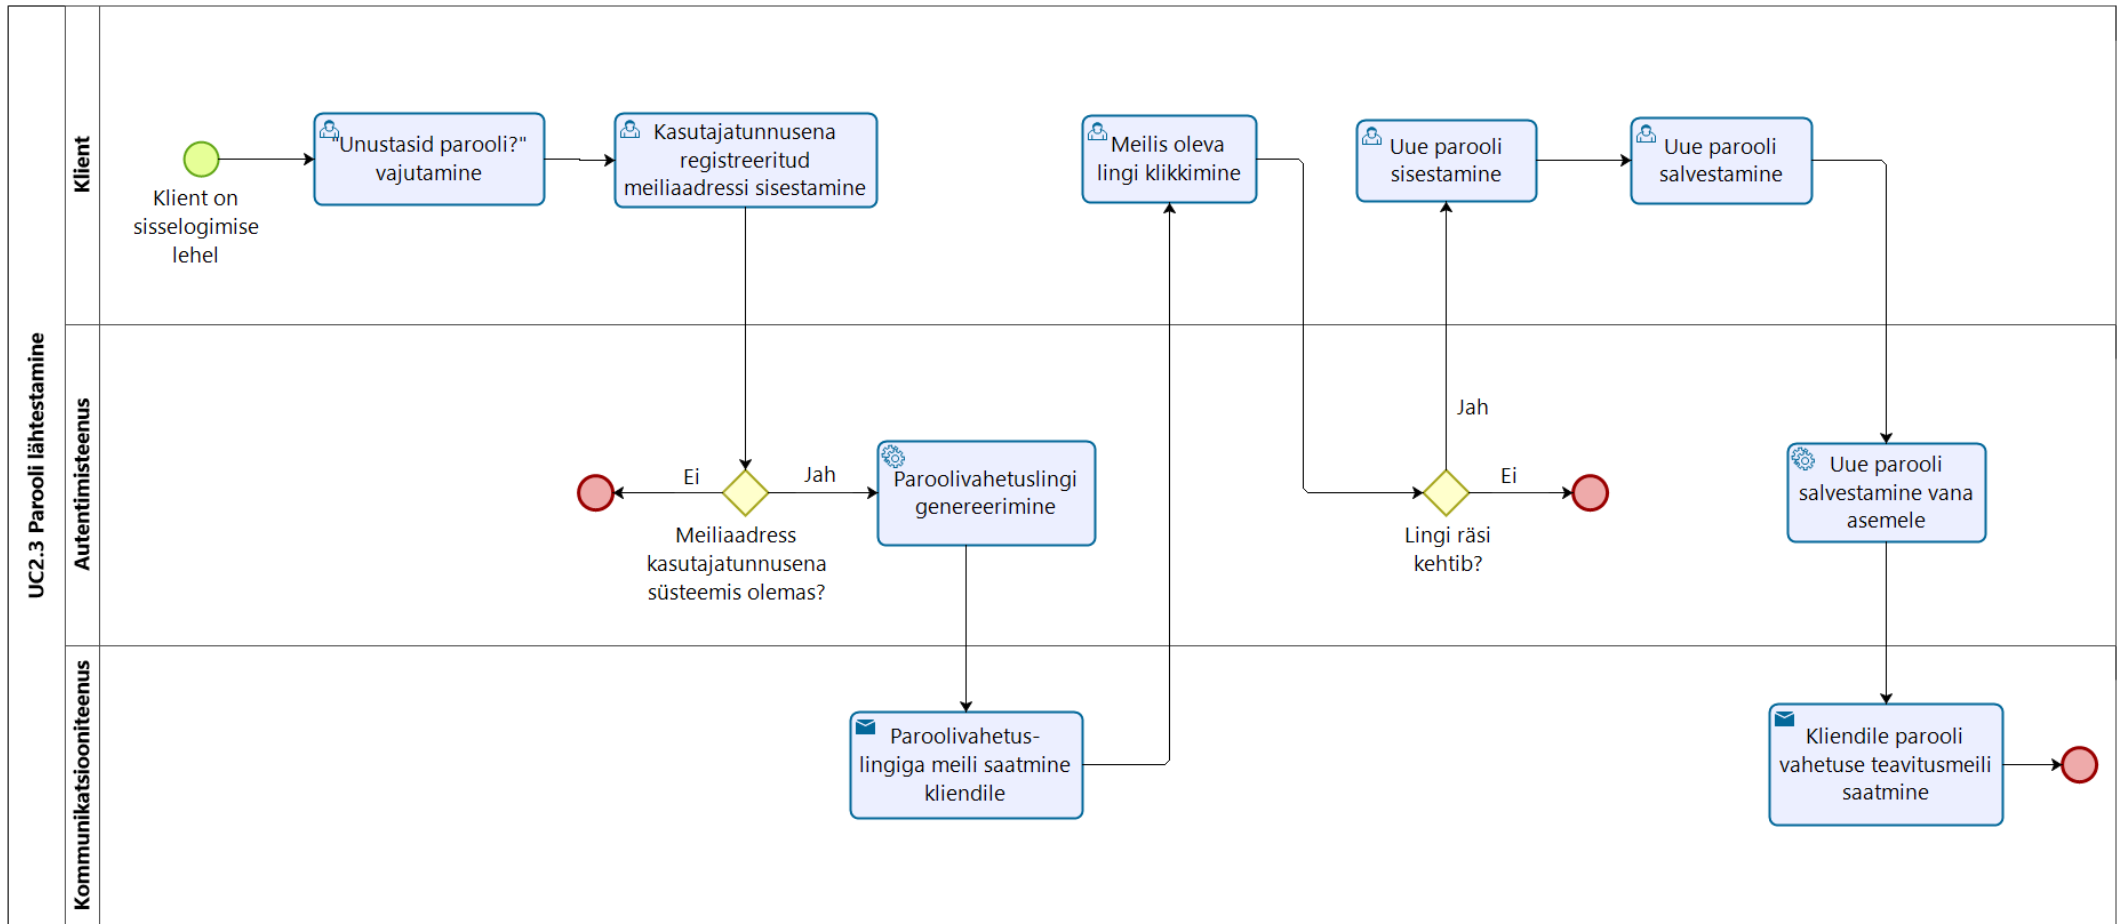 UC2.3 Parooli lähtestamine
Klient
Klient on
sisselogimise
lehel
"Unustasid parooli?"
vajutamine
Kasutajatunnusena
registreeritud
meiliaadressi sisestamine
Meilis oleva
lingi klikkimine
Uue parooli
sisestamine
Uue parooli
salvestamine
Autentimisteenus
Ei
Meiliaadress
kasutajatunnusena
süsteemis olemas?
Jah
Paroolivahetuslingi
genereerimine
Jah
Lingi räsi
kehtib?
Ei
Uue parooli
salvestamine vana
asemele
Kommunikatsiooniteenus
Paroolivahetus-
lingiga meili saatmine
kliendile
Kliendile parooli
vahetuse teavitusmeili
saatmine